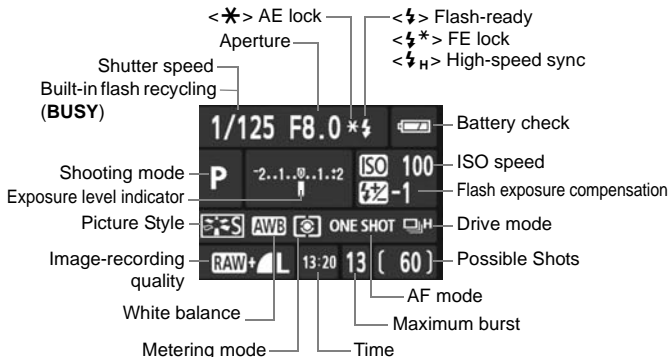 <✱> AE lock
<⚡> Flash-ready
Aperture
<⚡*> FE lock
Shutter speed
<⚡H> High-speed sync
Built-in flash recycling
(BUSY)
1/125 F8.0 *⚡
Battery check
Shooting mode
P
-2..1..0..1.:2
ISO 100
ISO speed
Exposure level indicator
-1
Flash exposure compensation
Picture Style
S AWB ONE SHOT H
Drive mode
Image-recording
quality
RAW+L 13:20 13 [ 60]
Possible Shots
White balance
AF mode
Maximum burst
Metering mode
Time